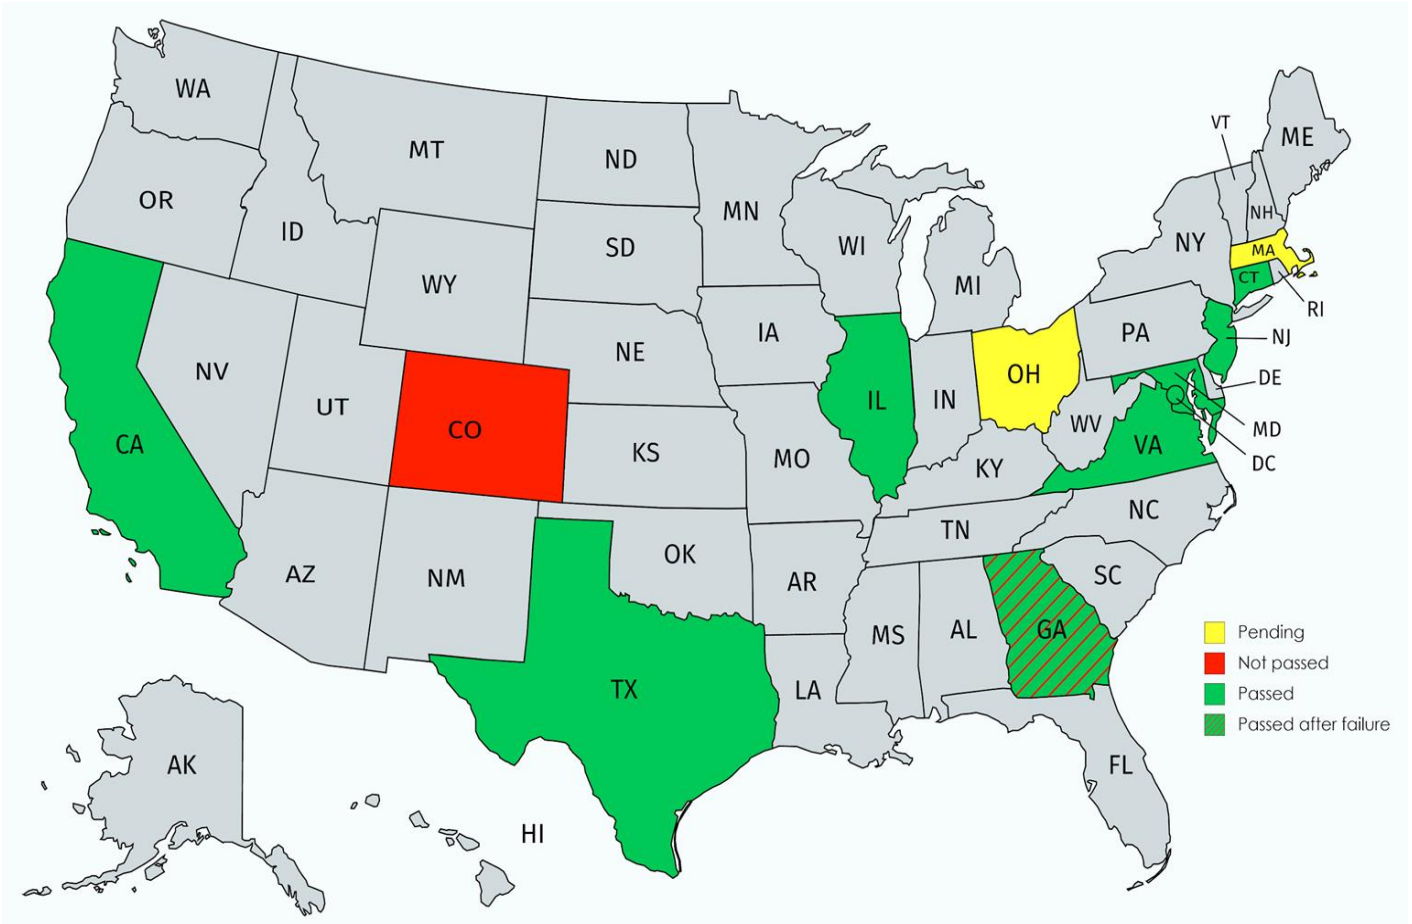 WA
MT
ND
MN
VT
ME
OR
ID
SD
WI
NH
NY
MA
WY
MI
CT
RI
IA
PA
NJ
NV
NE
OH
DE
UT
CO
IL
IN
CA
KS
MO
WV
VA
MD
KY
DC
NC
TN
AZ
NM
OK
AR
SC
MS
AL
GA
TX
LA
FL
AK
HI
Pending
Not passed
Passed
Passed after failure